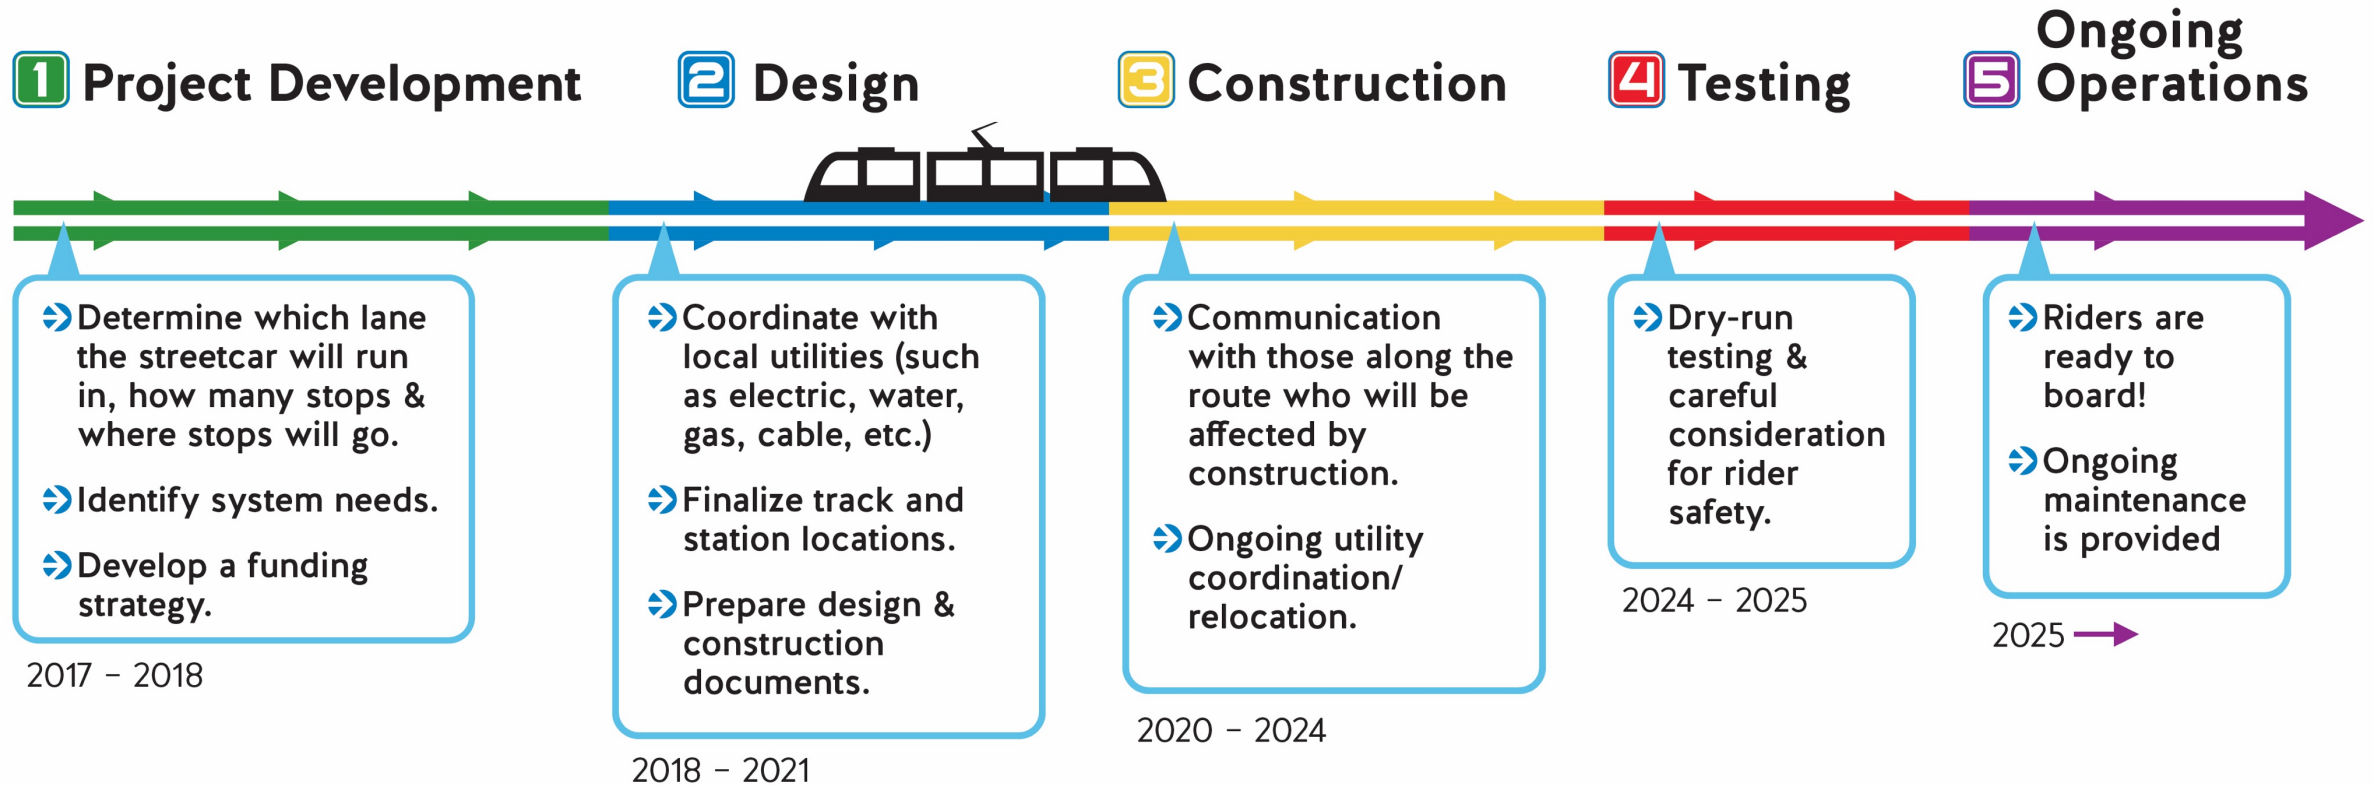 1 Project Development
2 Design
3 Construction
4 Testing
5 Ongoing
Operations
Determine which lane
the streetcar will run
in, how many stops &
where stops will go.
Identify system needs.
Develop a funding
strategy.
2017 – 2018
Coordinate with
local utilities (such
as electric, water,
gas, cable, etc.)
Finalize track and
station locations.
Prepare design &
construction
documents.
2018 – 2021
Communication
with those along the
route who will be
affected by
construction.
Ongoing utility
coordination/
relocation.
2020 – 2024
Dry-run
testing &
careful
consideration
for rider
safety.
2024 – 2025
Riders are
ready to
board!
Ongoing
maintenance
is provided
2025